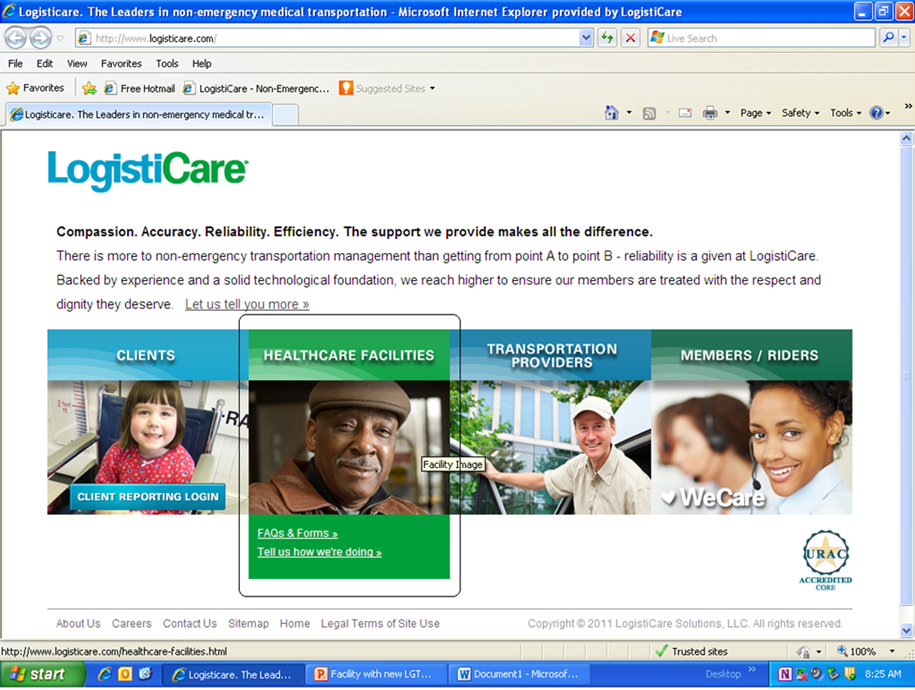 Logisticare. The Leaders in non-emergency medical transportation - Microsoft Internet Explorer provided by LogistiCare
http://www.logisticare.com/
Live Search
File Edit View Favorites Tools Help
Favorites Free Hotmail LogistiCare - Non-Emergenc... Suggested Sites
Logisticare. The Leaders in non-emergency medical tr... Page Safety Tools »
LogistiCare
Compassion. Accuracy. Reliability. Efficiency. The support we provide makes all the difference.
There is more to non-emergency transportation management than getting from point A to point B - reliability is a given at LogistiCare.
Backed by experience and a solid technological foundation, we reach higher to ensure our members are treated with the respect and
dignity they deserve. Let us tell you more »
CLIENTS
HEALTHCARE FACILITIES
TRANSPORTATION
PROVIDERS
MEMBERS / RIDERS
CLIENT REPORTING LOGIN
Facility Image
WeCare
FAQs & Forms »
Tell us how we're doing »
URAC
ACCREDITED
CORE
About Us Careers Contact Us Sitemap Home Legal Terms of Site Use Copyright © 2011 LogistiCare Solutions, LLC. All rights reserved.
http://www.logisticare.com/healthcare-facilities.html Trusted sites 100%
start Logisticare. The Lead... Facility with new LGT... Document1 - Microsof... Desktop » 8:25 AM